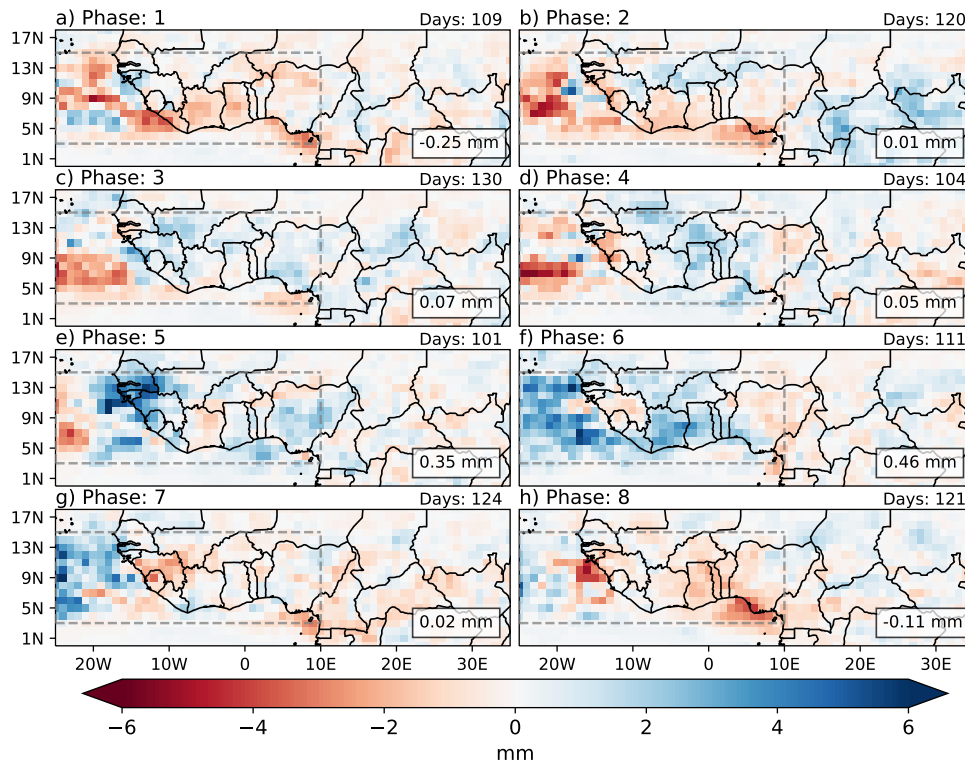 a) Phase: 1 Days: 109 b) Phase: 2 Days: 120
17N
13N
9N
5N
1N
-0.25 mm 0.01 mm
c) Phase: 3 Days: 130 d) Phase: 4 Days: 104
17N
13N
9N
5N
1N
0.07 mm 0.05 mm
e) Phase: 5 Days: 101 f) Phase: 6 Days: 111
17N
13N
9N
5N
1N
0.35 mm 0.46 mm
g) Phase: 7 Days: 124 h) Phase: 8 Days: 121
17N
13N
9N
5N
1N
0.02 mm -0.11 mm
20W 10W 0 10E 20E 30E 20W 10W 0 10E 20E 30E
−6 −4 −2 0 2 4 6
mm